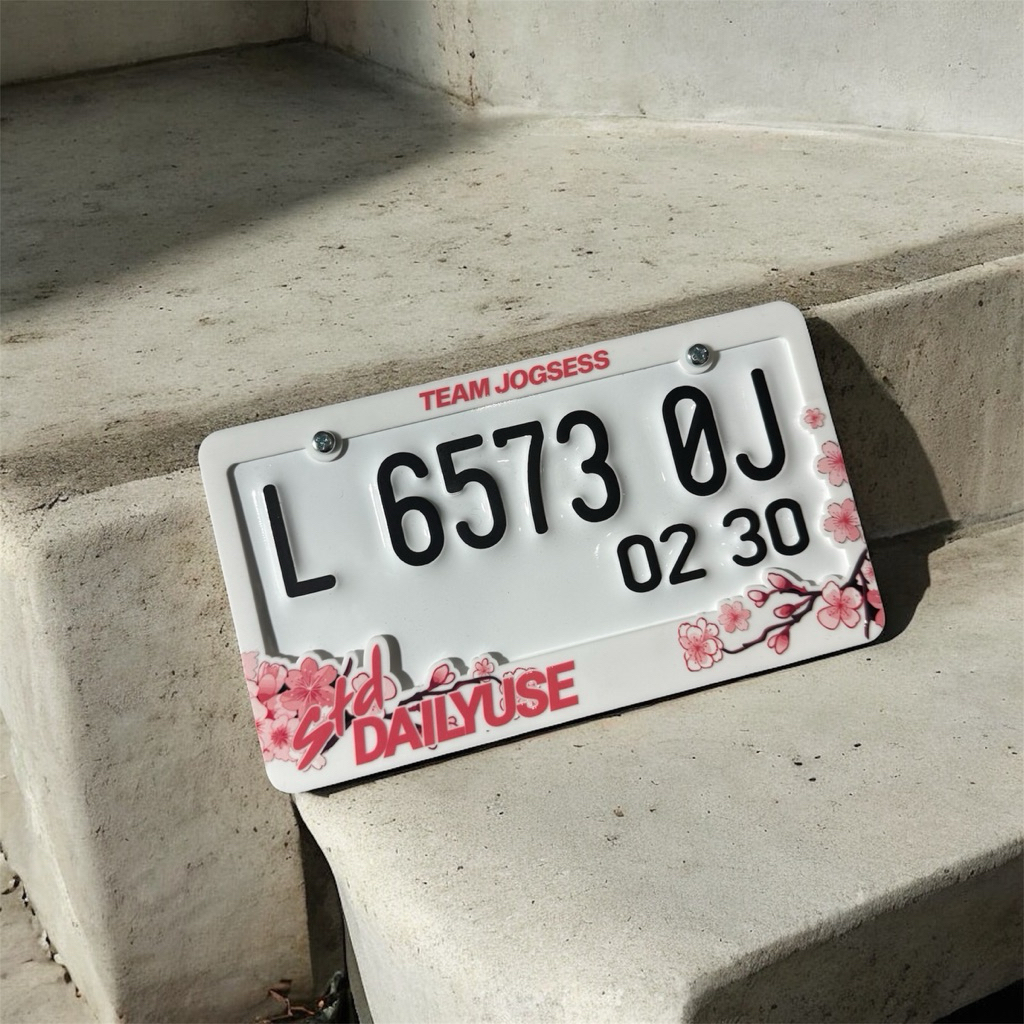 TEAM JOGSESS
L 6573 0J
02 30
std
DAILYUSE